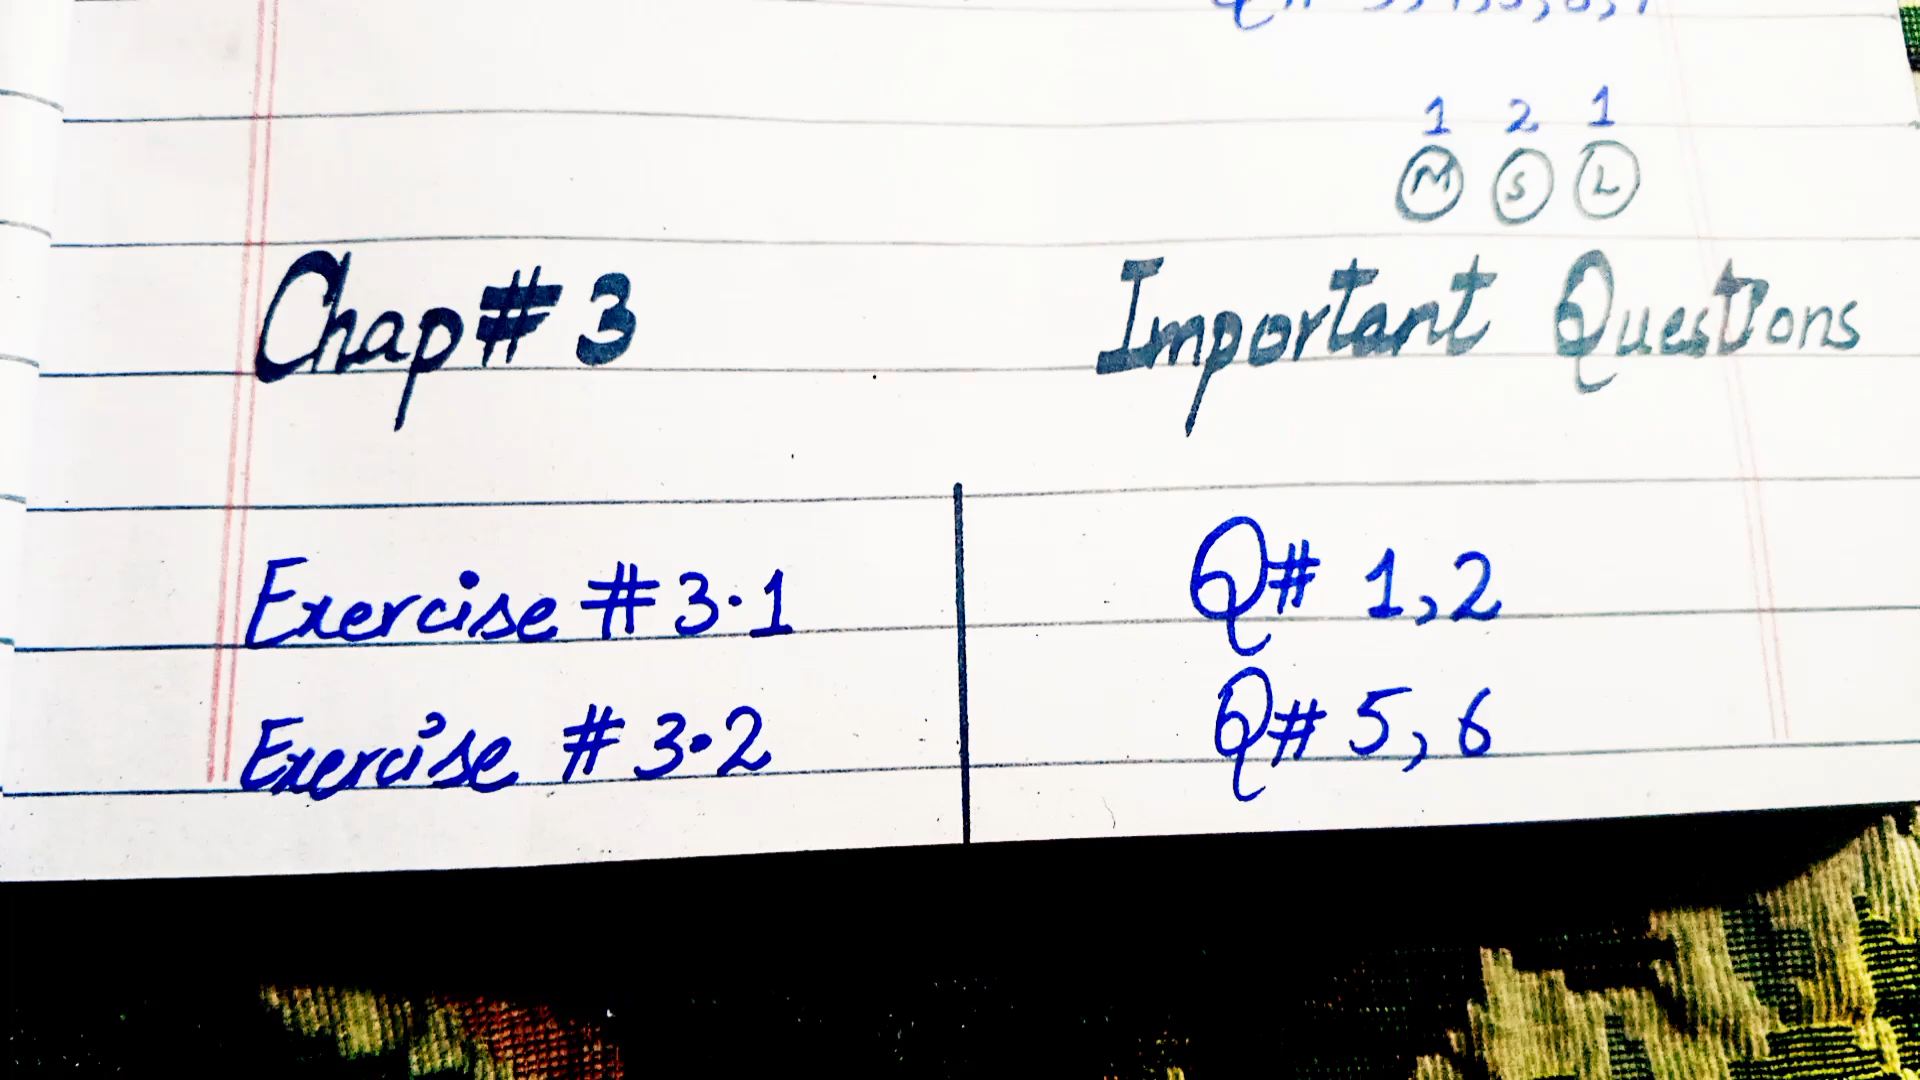 Q#
1 2 1
M S L
Chap # 3 Important Questions
Exercise # 3.1 Q# 1,2
Exercise # 3.2 Q# 5,6